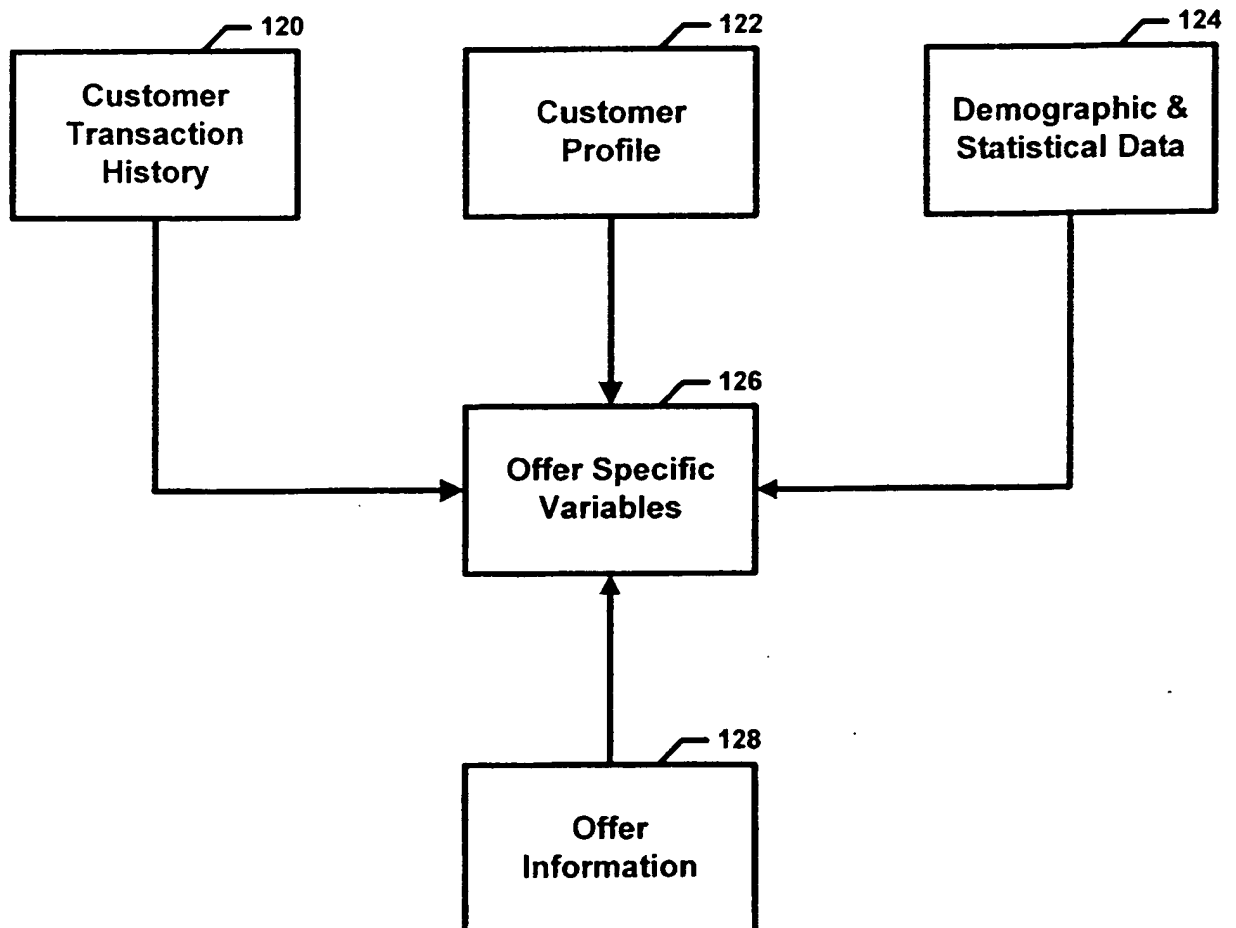 120
Customer
Transaction
History
122
Customer
Profile
124
Demographic &
Statistical Data
126
Offer Specific
Variables
128
Offer
Information